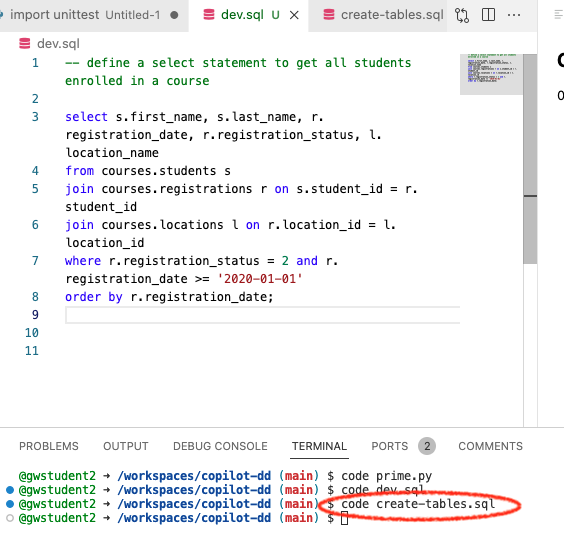 import unittest Untitled-1
dev.sql U
create-tables.sql
dev.sql
1 -- define a select statement to get all students
enrolled in a course
2
3 select s.first_name, s.last_name, r.
registration_date, r.registration_status, l.
location_name
4 from courses.students s
5 join courses.registrations r on s.student_id = r.
student_id
6 join courses.locations l on r.location_id = l.
location_id
7 where r.registration_status = 2 and r.
registration_date >= '2020-01-01'
8 order by r.registration_date;
9
10
11
PROBLEMS OUTPUT DEBUG CONSOLE TERMINAL PORTS 2 COMMENTS
@gwstudent2 ➜ /workspaces/copilot-dd (main) $ code prime.py
@gwstudent2 ➜ /workspaces/copilot-dd (main) $ code dev.sql
@gwstudent2 ➜ /workspaces/copilot-dd (main) $ code create-tables.sql
@gwstudent2 ➜ /workspaces/copilot-dd (main) $